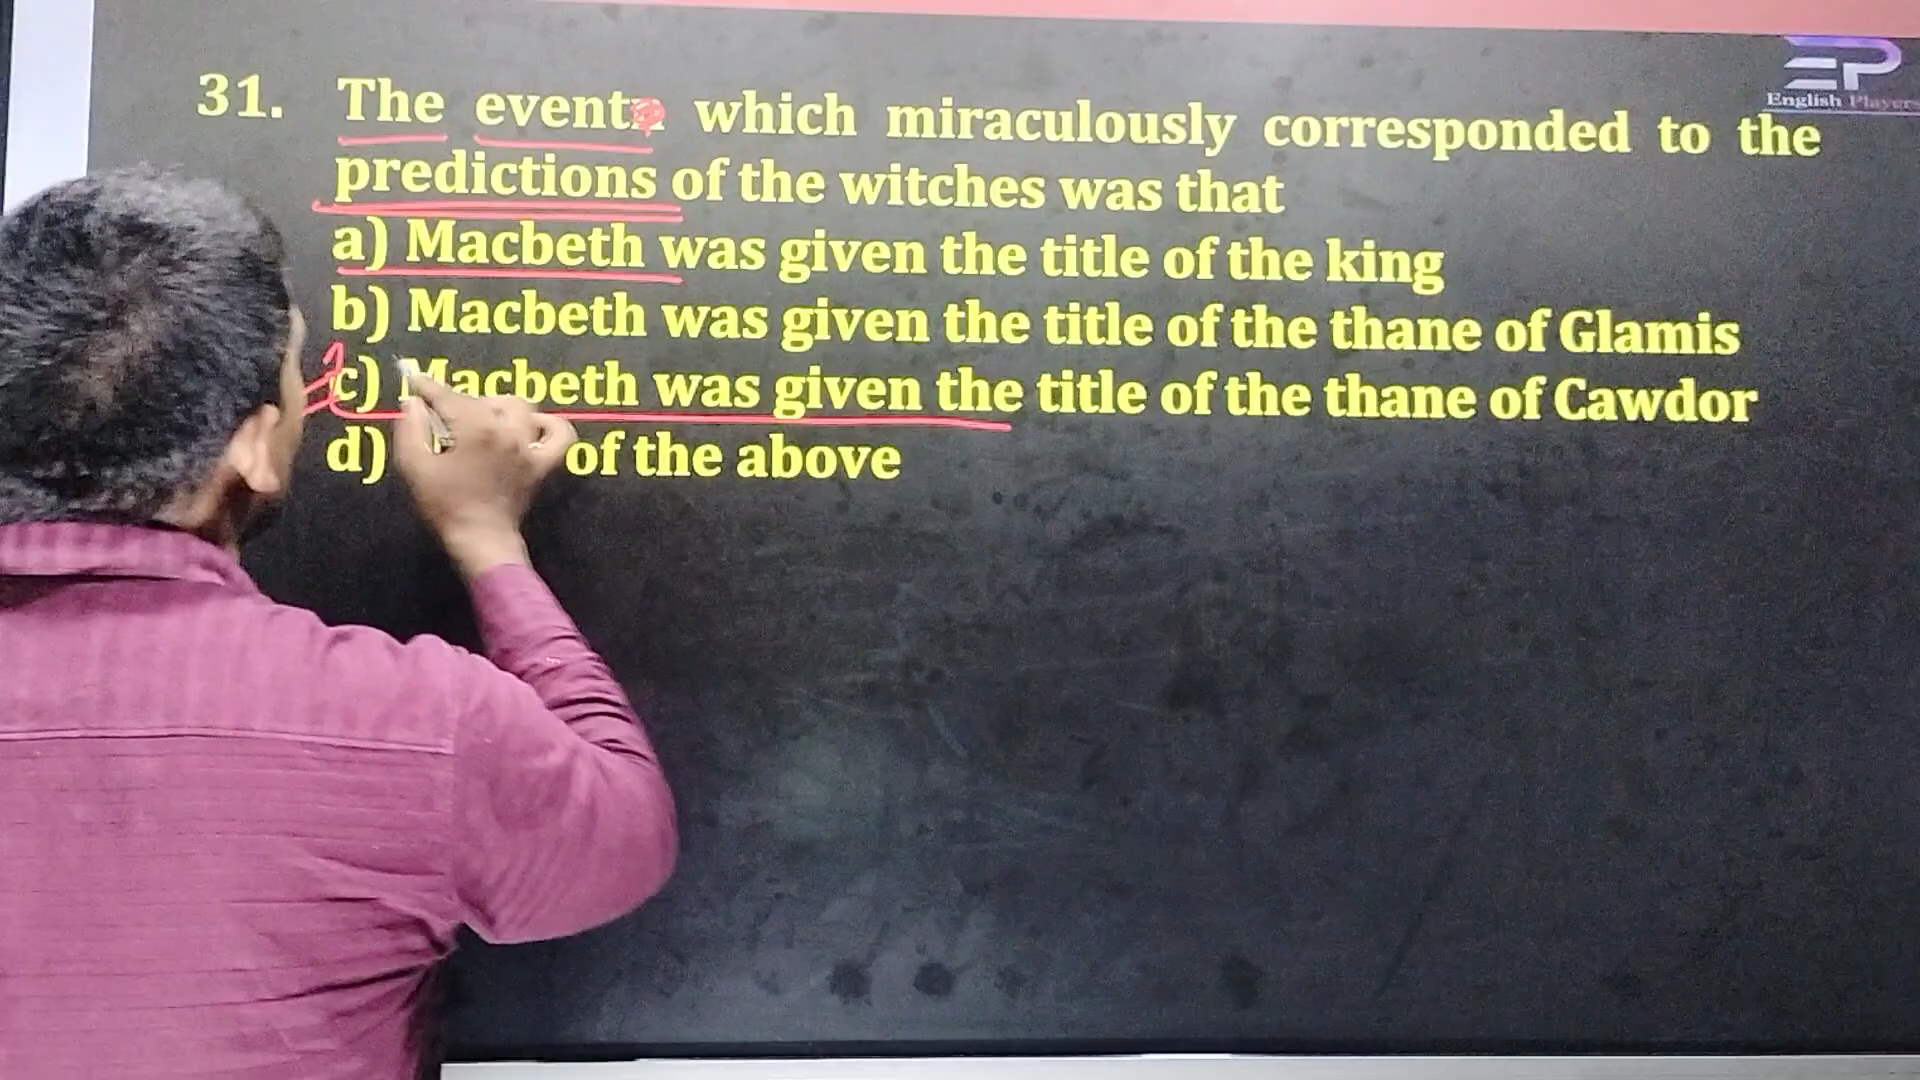 EP
English Players
31. The event which miraculously corresponded to the
predictions of the witches was that
a) Macbeth was given the title of the king
b) Macbeth was given the title of the thane of Glamis
c) Macbeth was given the title of the thane of Cawdor
d) of the above